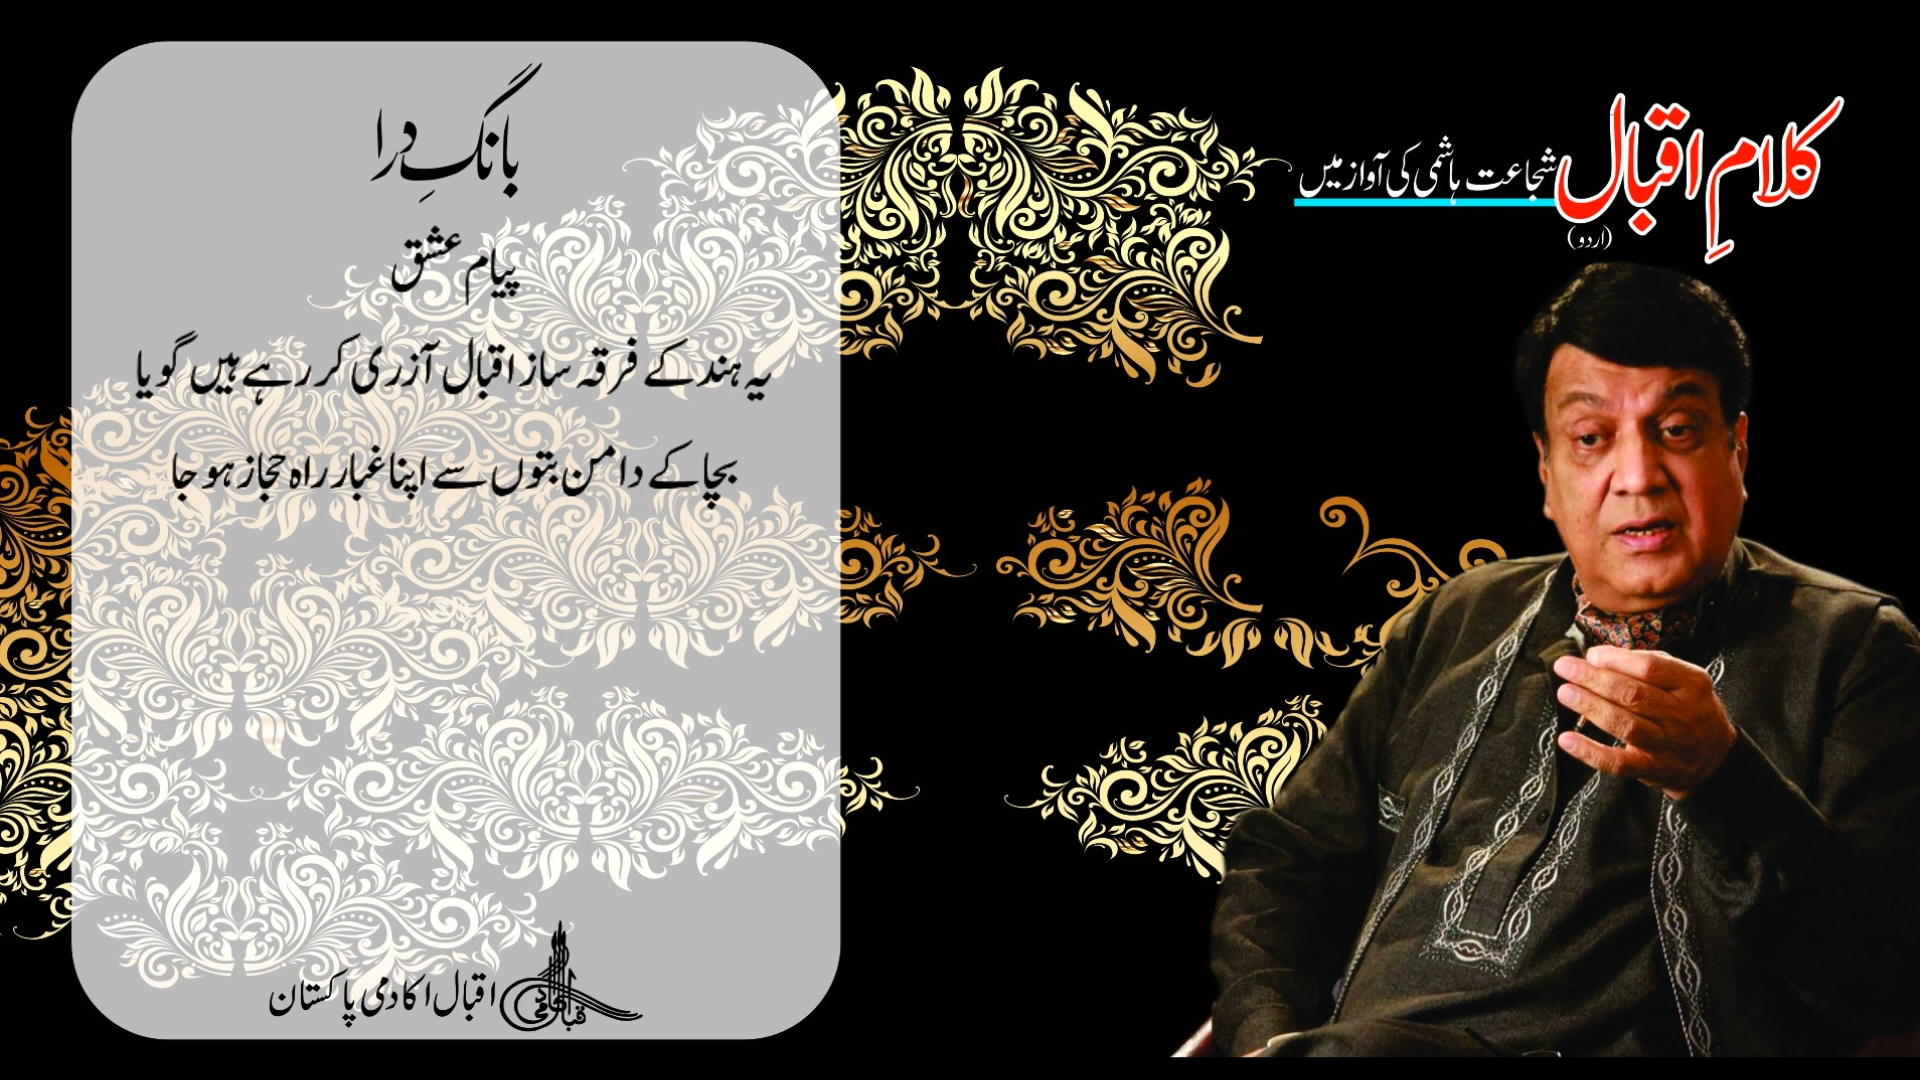 کلامِ اقبال شجاعت ہاشمی کی آواز میں
(اردو)
بانگِ درا
پیام عشق
یہ ہند کے فرقہ ساز اقبال آزری کر رہے ہیں گویا
بچا کے دامن بتوں سے اپنا غبار راہ حجاز ہو جا
اقبال اکادمی پاکستان